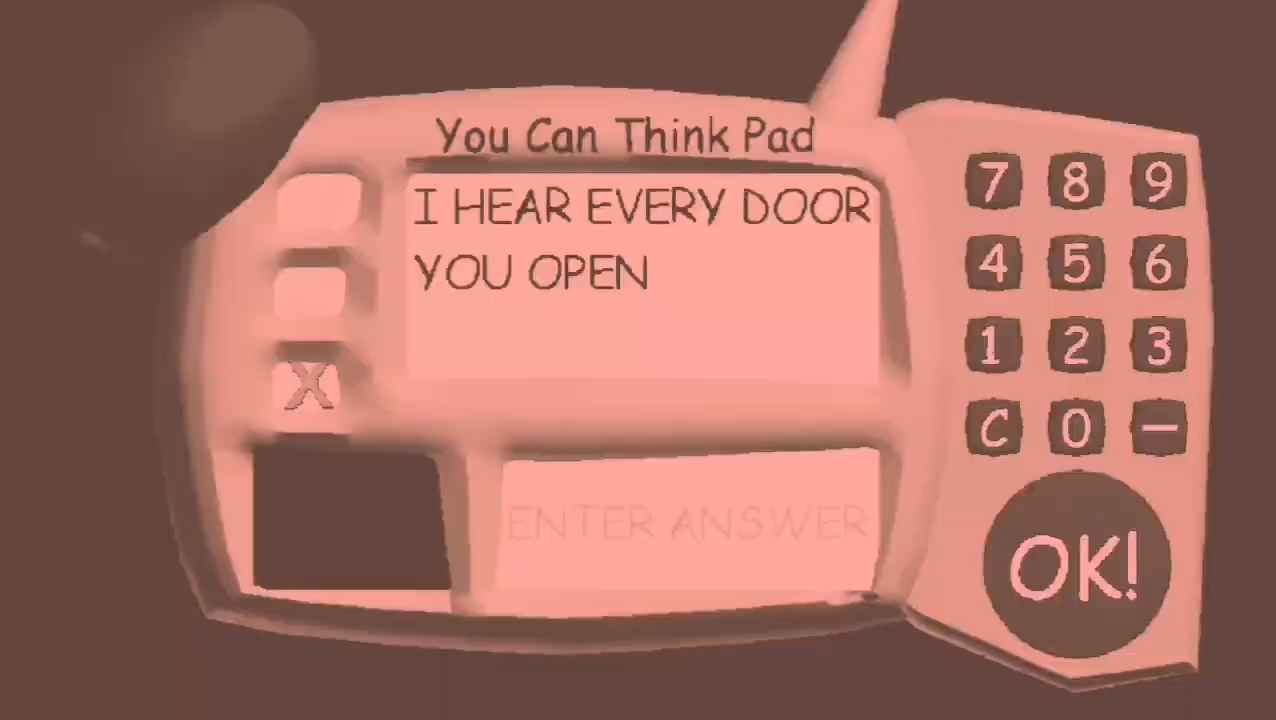 You Can Think Pad
I HEAR EVERY DOOR
YOU OPEN
X
ENTER ANSWER
7 8 9
4 5 6
1 2 3
C 0 —
OK!